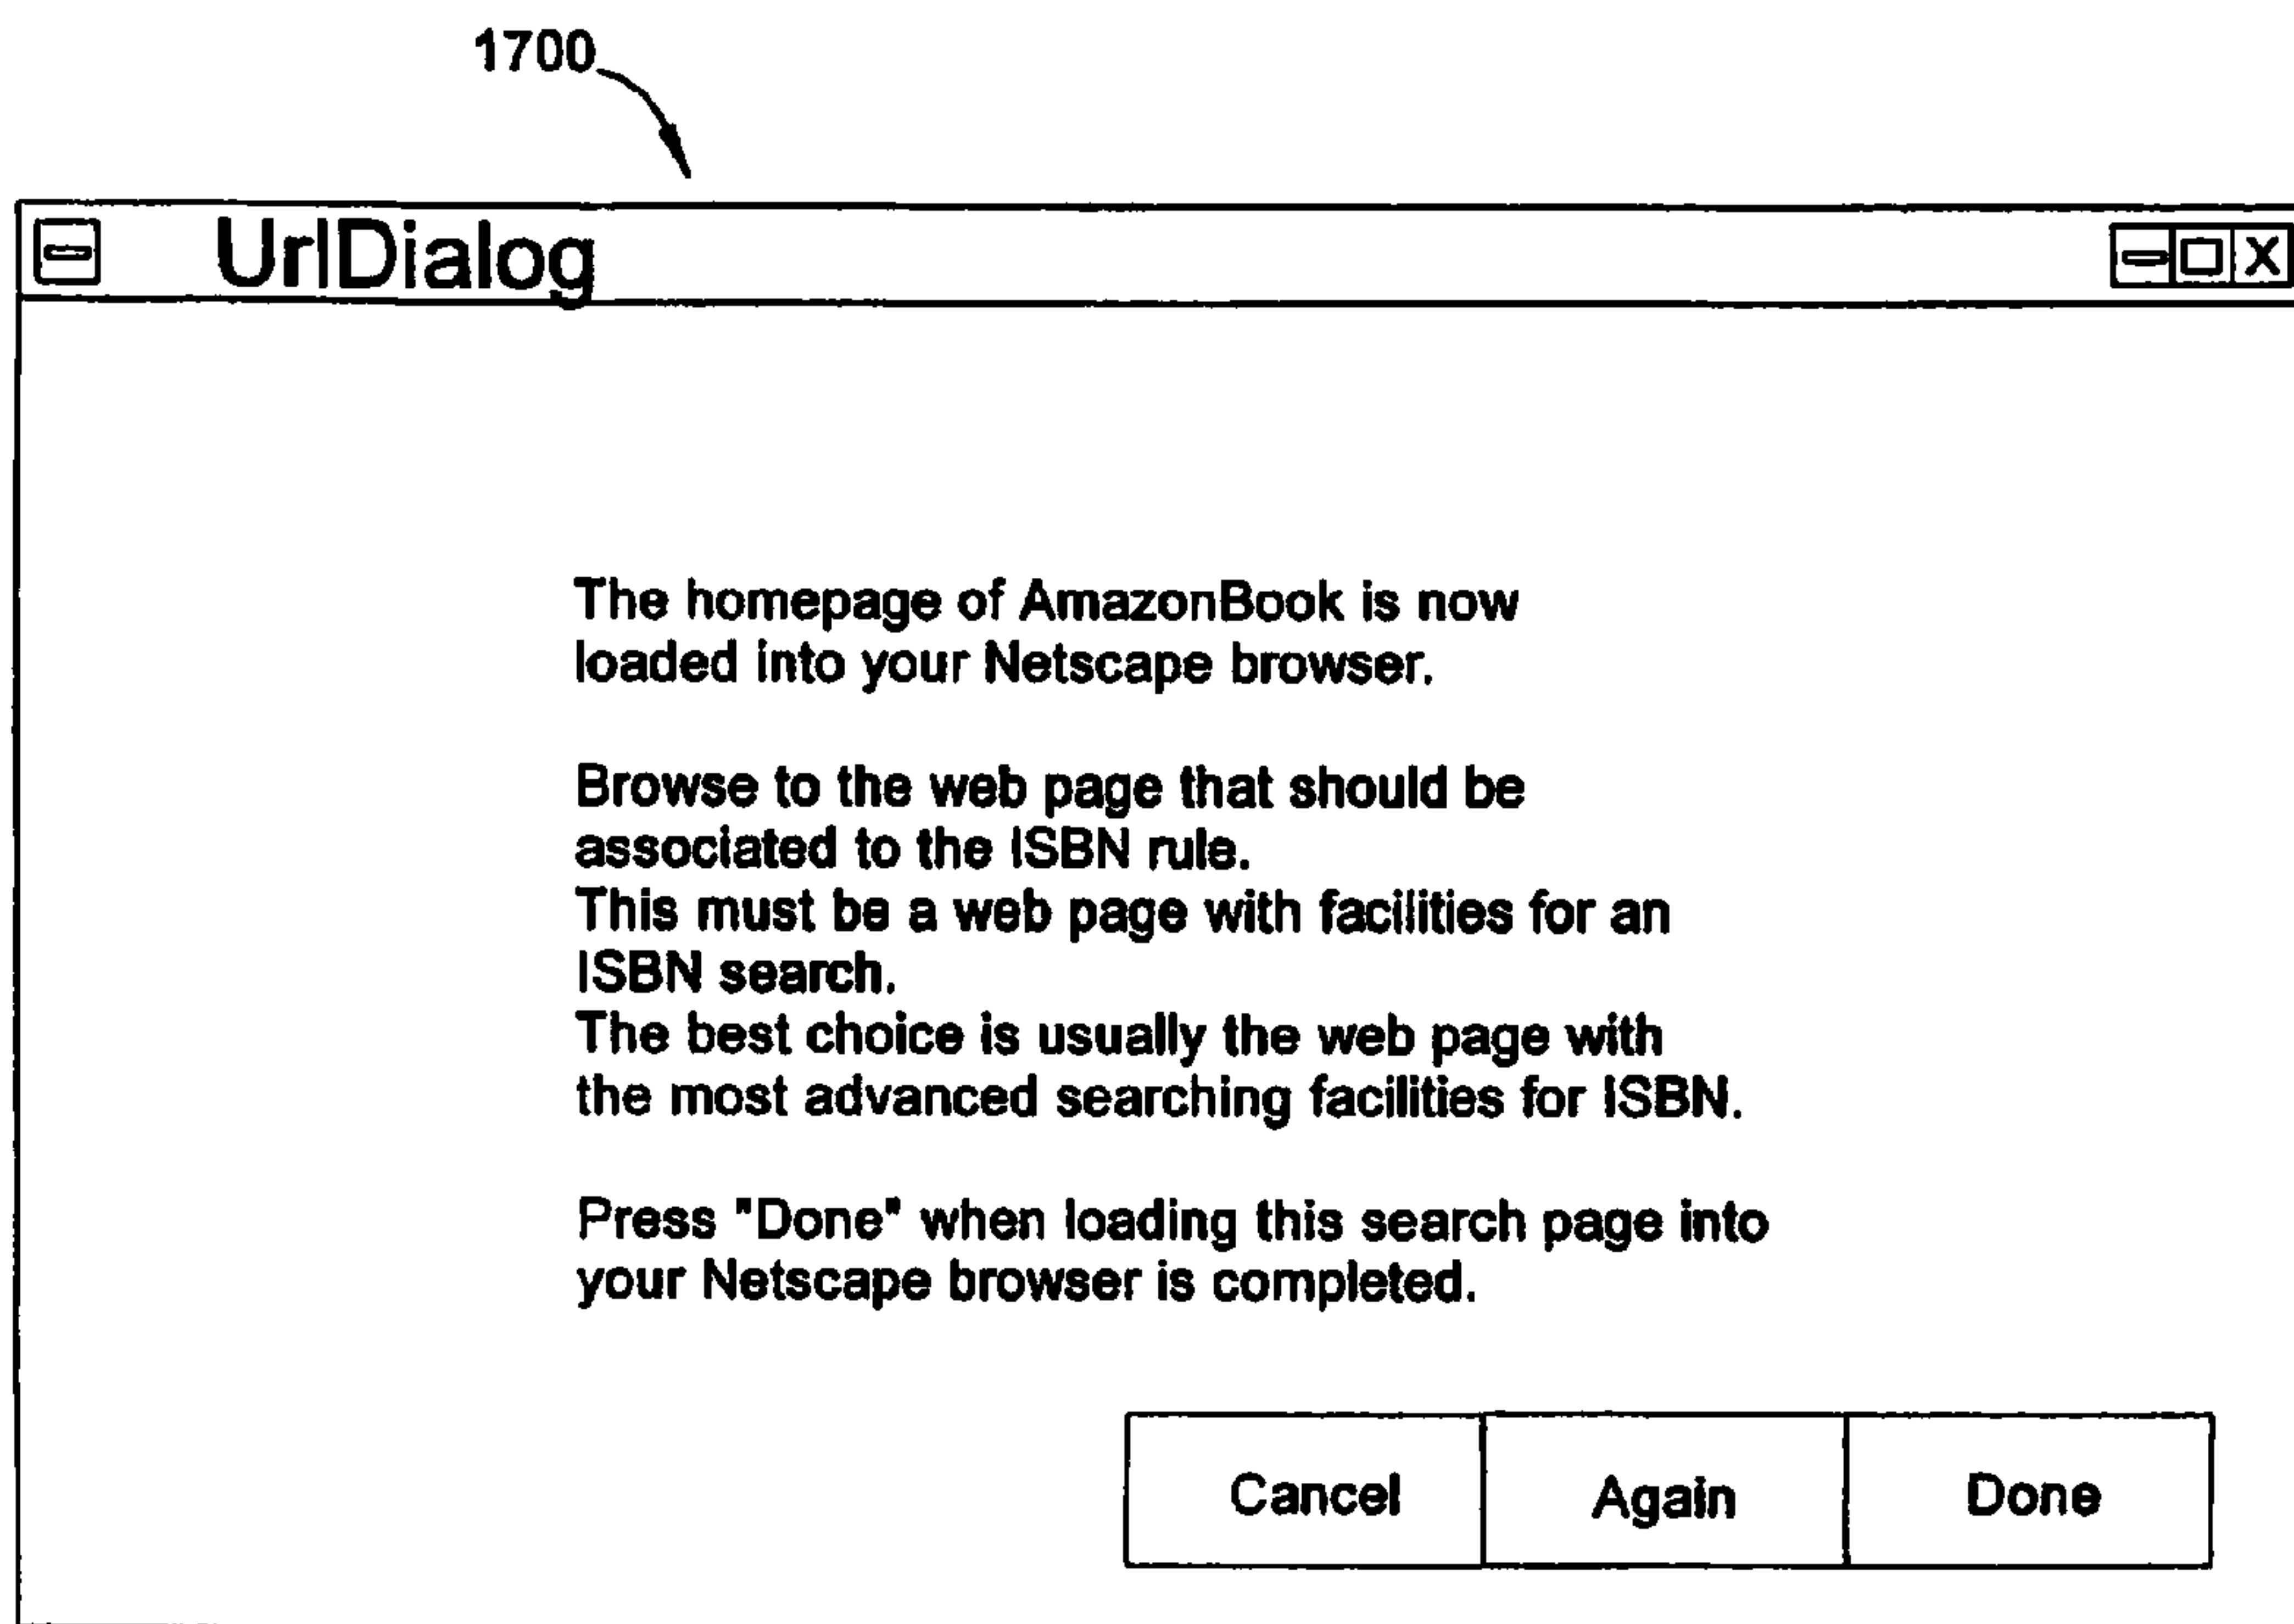 1700
UrlDialog
The homepage of AmazonBook is now
loaded into your Netscape browser.
Browse to the web page that should be
associated to the ISBN rule.
This must be a web page with facilities for an
ISBN search.
The best choice is usually the web page with
the most advanced searching facilities for ISBN.
Press "Done" when loading this search page into
your Netscape browser is completed.
Cancel Again Done